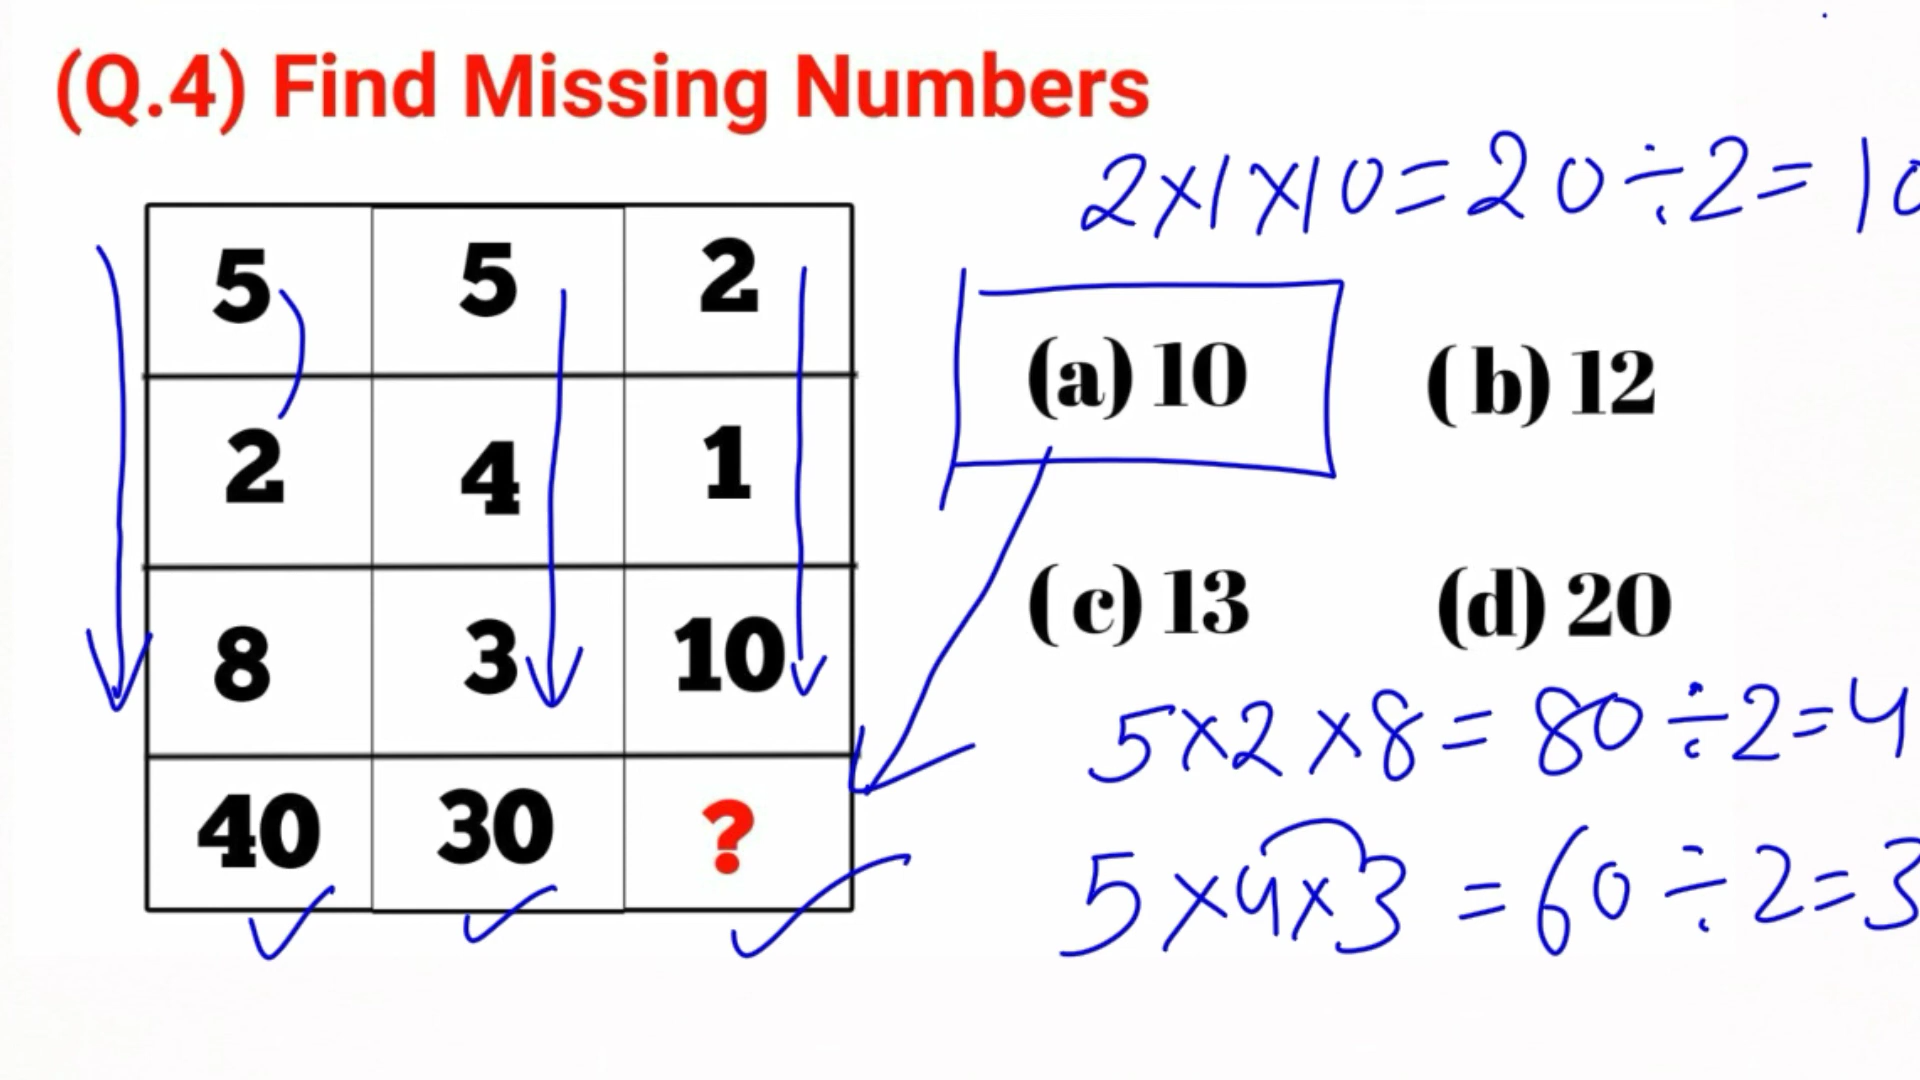 (Q.4) Find Missing Numbers
2×1×10=20÷2=10
5 5 2
2 4 1
8 3 10
40 30 ?
(a) 10 (b) 12
(c) 13 (d) 20
5×2×8=80÷2=4
5×4×3=60÷2=3